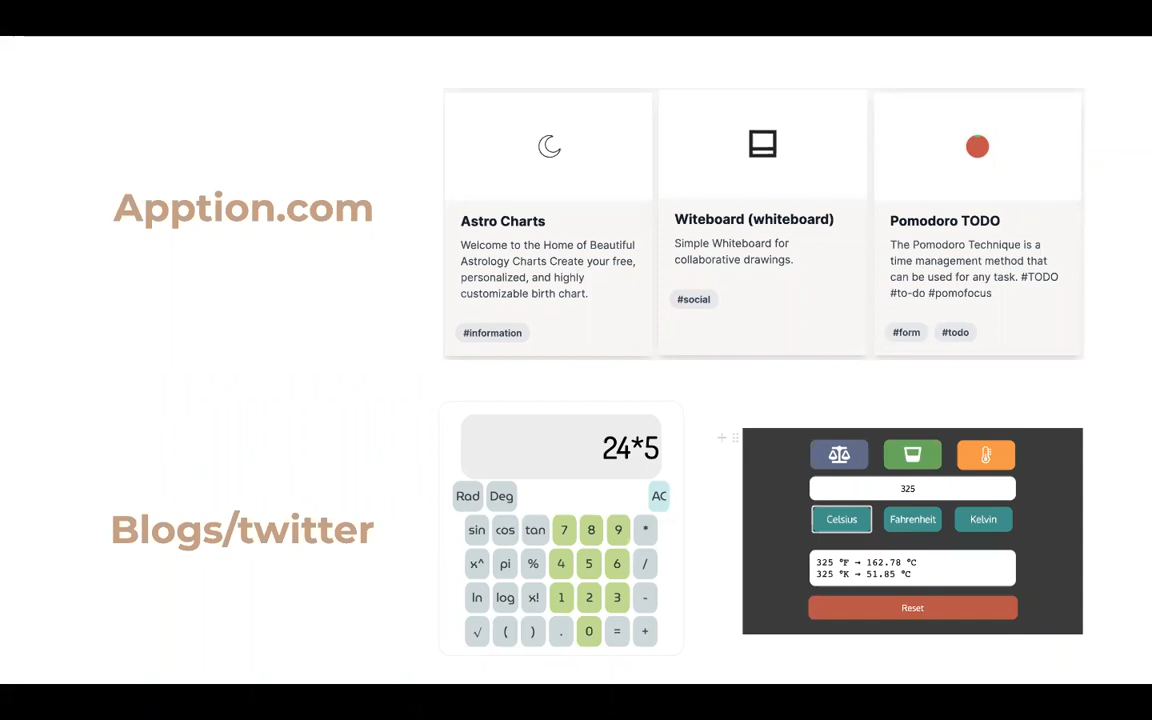 Apption.com
Astro Charts
Welcome to the Home of Beautiful
Astrology Charts Create your free,
personalized, and highly
customizable birth chart.
#information
Witeboard (whiteboard)
Simple Whiteboard for
collaborative drawings.
#social
Pomodoro TODO
The Pomodoro Technique is a
time management method that
can be used for any task. #TODO
#to-do #pomofocus
#form #todo
Blogs/twitter
24*5
Rad Deg AC
sin cos tan 7 8 9 *
x^ pi % 4 5 6 /
ln log x! 1 2 3 -
√ ( ) . 0 = +
325
Celsius Fahrenheit Kelvin
325 °F → 162.78 °C
325 °K → 51.85 °C
Reset